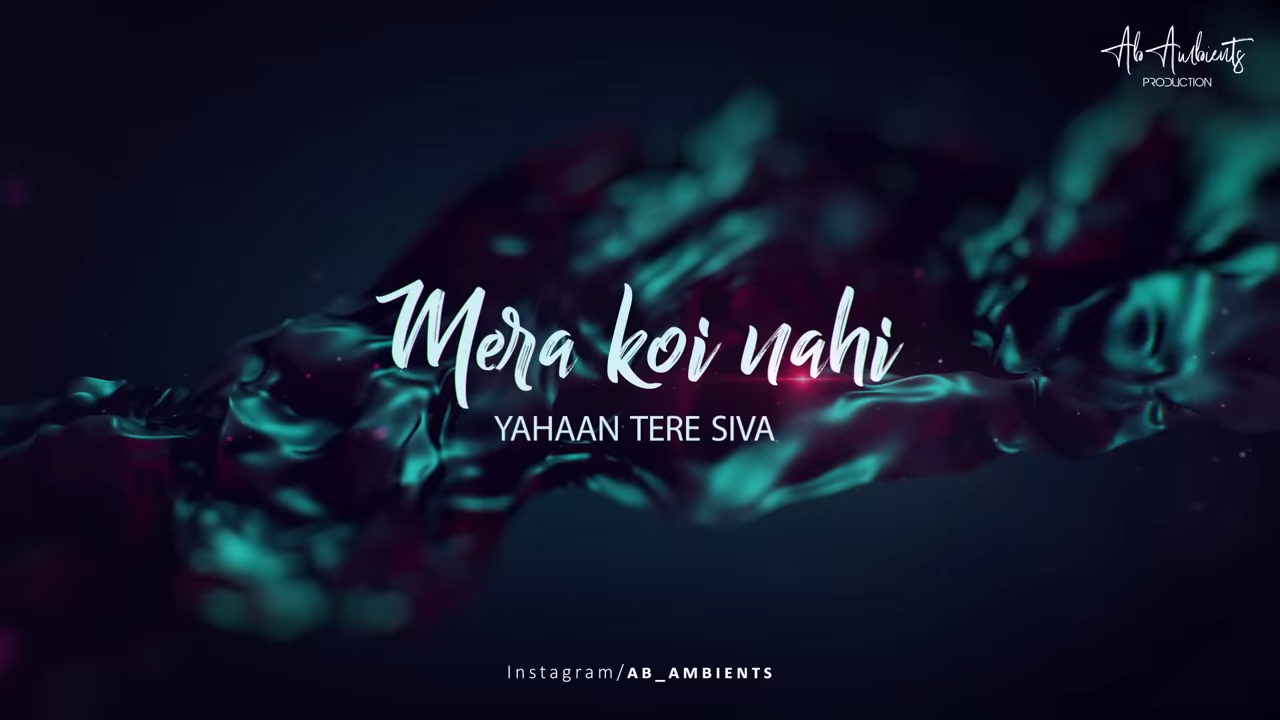 Ab Ambients
PRODUCTION
Mera koi nahi
YAHAAN TERE SIVA
Instagram/AB_AMBIENTS